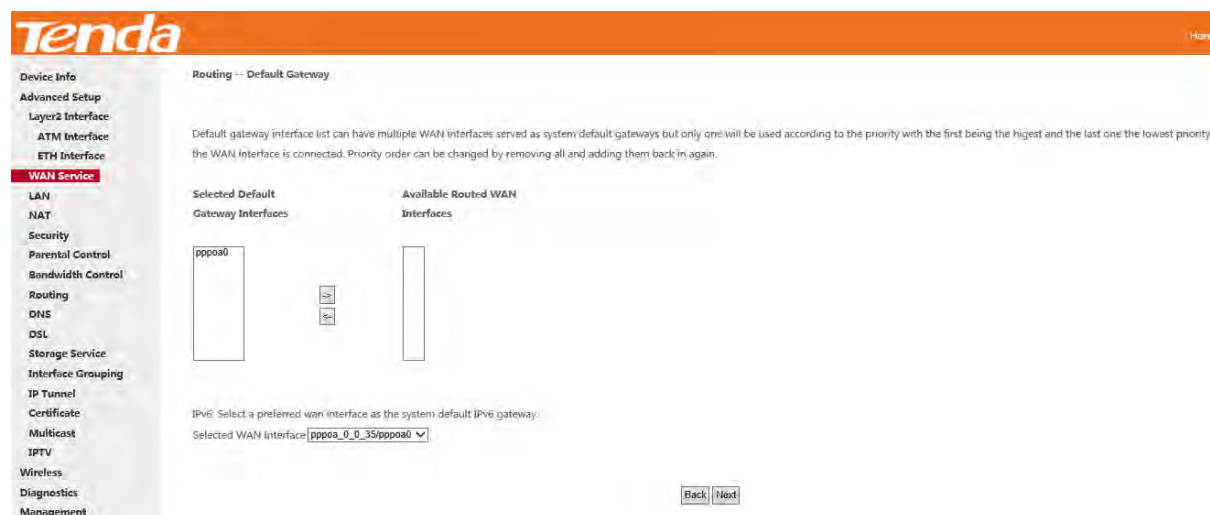 Tenda
Device Info
Advanced Setup
Layer2 Interface
ATM Interface
ETH Interface
WAN Service
LAN
NAT
Security
Parental Control
Bandwidth Control
Routing
DNS
DSL
Storage Service
Interface Grouping
IP Tunnel
Certificate
Multicast
IPTV
Wireless
Diagnostics
Management
Routing -- Default Gateway
Default gateway interface list can have multiple WAN interfaces served as system default gateways but only one will be used according to the priority with the first being the higest and the last one the lowest priority
the WAN interface is connected. Priority order can be changed by removing all and adding them back in again.
Selected Default
Gateway Interfaces
Available Routed WAN
Interfaces
pppoa0
->
<-
IPv6: Select a preferred wan interface as the system default IPv6 gateway.
Selected WAN Interface pppoa_0_0_35/pppoa0
Back Next